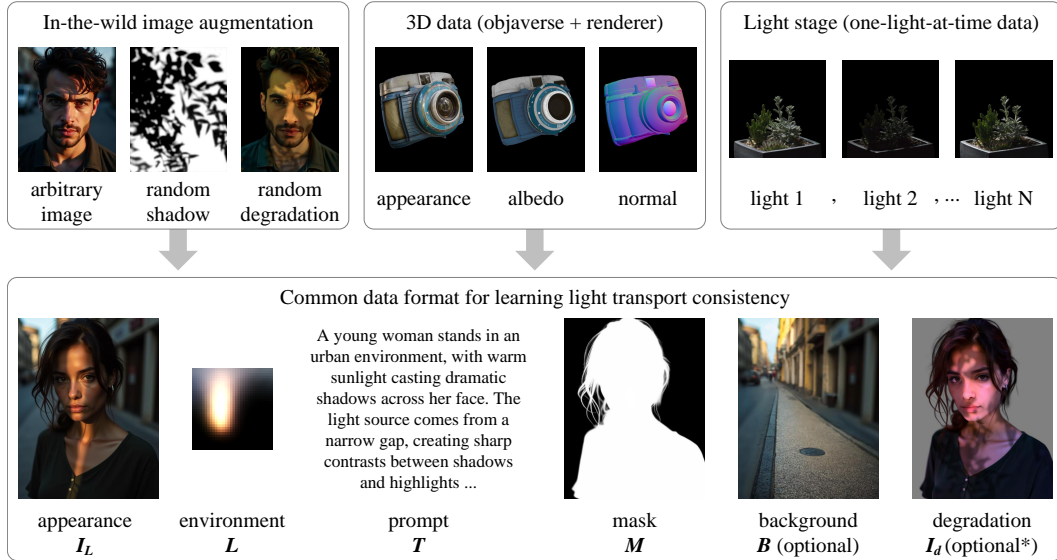 In-the-wild image augmentation
arbitrary
image
random
shadow
random
degradation
3D data (objaverse + renderer)
appearance
albedo
normal
Light stage (one-light-at-time data)
light 1 , light 2 , ... light N
Common data format for learning light transport consistency
A young woman stands in an
urban environment, with warm
sunlight casting dramatic
shadows across her face. The
light source comes from a
narrow gap, creating sharp
contrasts between shadows
and highlights ...
appearance
I_L
environment
L
prompt
T
mask
M
background
B (optional)
degradation
I_d (optional*)